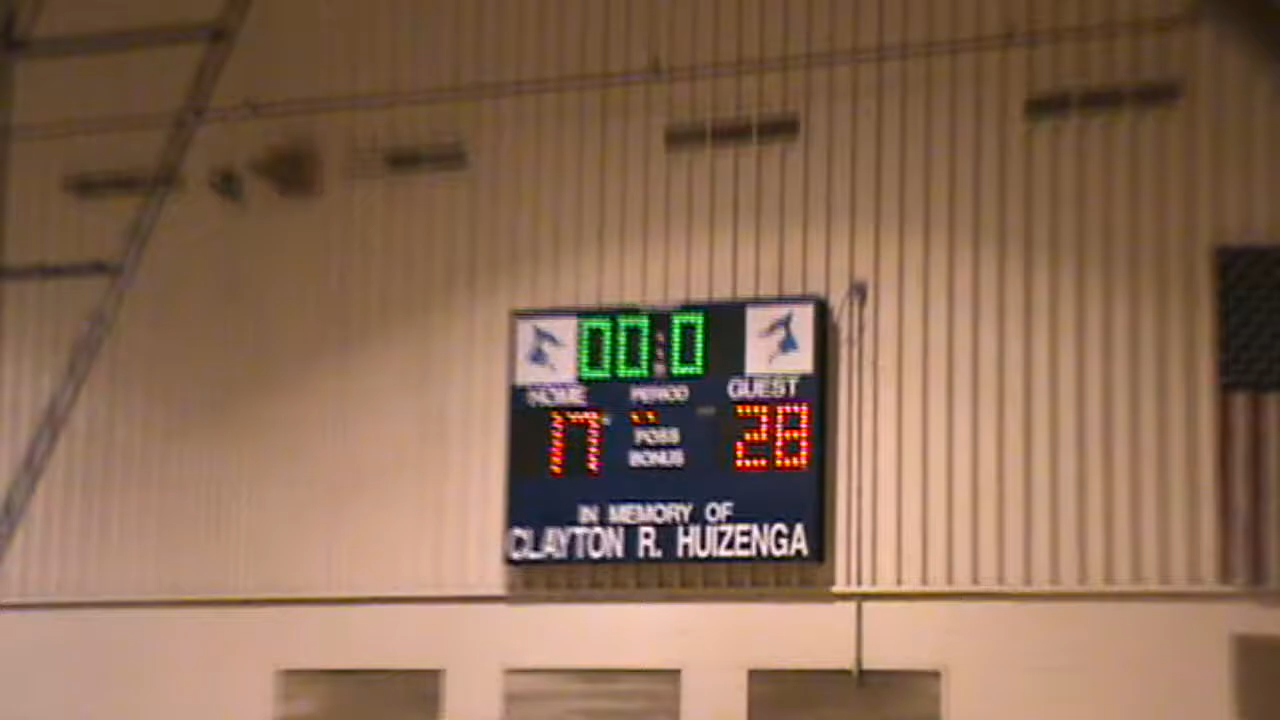 00:0
HOME PERIOD GUEST
17 28
POSS
BONUS
IN MEMORY OF
CLAYTON R. HUIZENGA